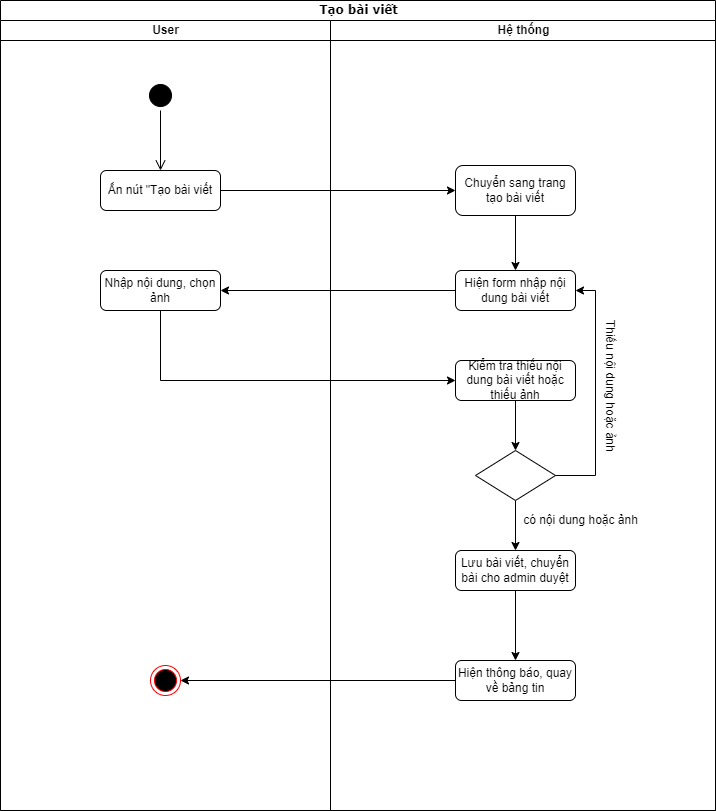 Tạo bài viết
User
Hệ thống
Ấn nút "Tạo bài viết
Chuyển sang trang
tạo bài viết
Nhập nội dung, chọn
ảnh
Hiện form nhập nội
dung bài viết
Thiếu nội dung hoặc ảnh
Kiểm tra thiếu nội
dung bài viết hoặc
thiếu ảnh
có nội dung hoặc ảnh
Lưu bài viết, chuyển
bài cho admin duyệt
Hiện thông báo, quay
về bảng tin